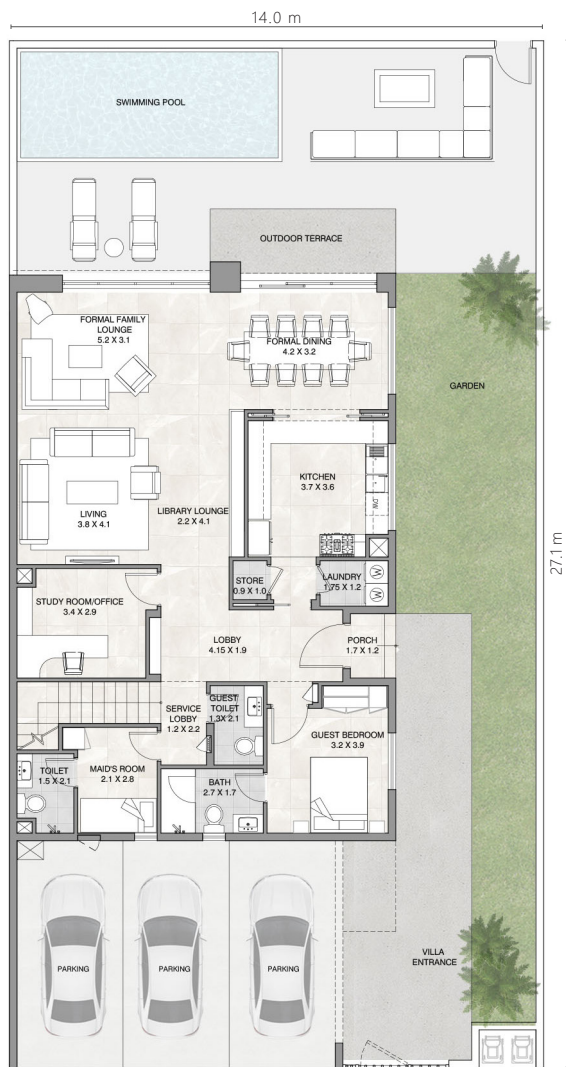 14.0 m
SWIMMING POOL
OUTDOOR TERRACE
FORMAL FAMILY
LOUNGE
5.2 X 3.1
FORMAL DINING
4.2 X 3.2
GARDEN
KITCHEN
3.7 X 3.6
DW
LIVING
3.8 X 4.1
LIBRARY LOUNGE
2.2 X 4.1
27.1 m
STORE
0.9 X 1.0
LAUNDRY
1.75 X 1.2
W
W
STUDY ROOM/OFFICE
3.4 X 2.9
LOBBY
4.15 X 1.9
PORCH
1.7 X 1.2
SERVICE
LOBBY
1.2 X 2.2
GUEST
TOILET
1.3X 2.1
GUEST BEDROOM
3.2 X 3.9
TOILET
1.5 X 2.1
MAID'S ROOM
2.1 X 2.8
BATH
2.7 X 1.7
PARKING
PARKING
PARKING
VILLA
ENTRANCE